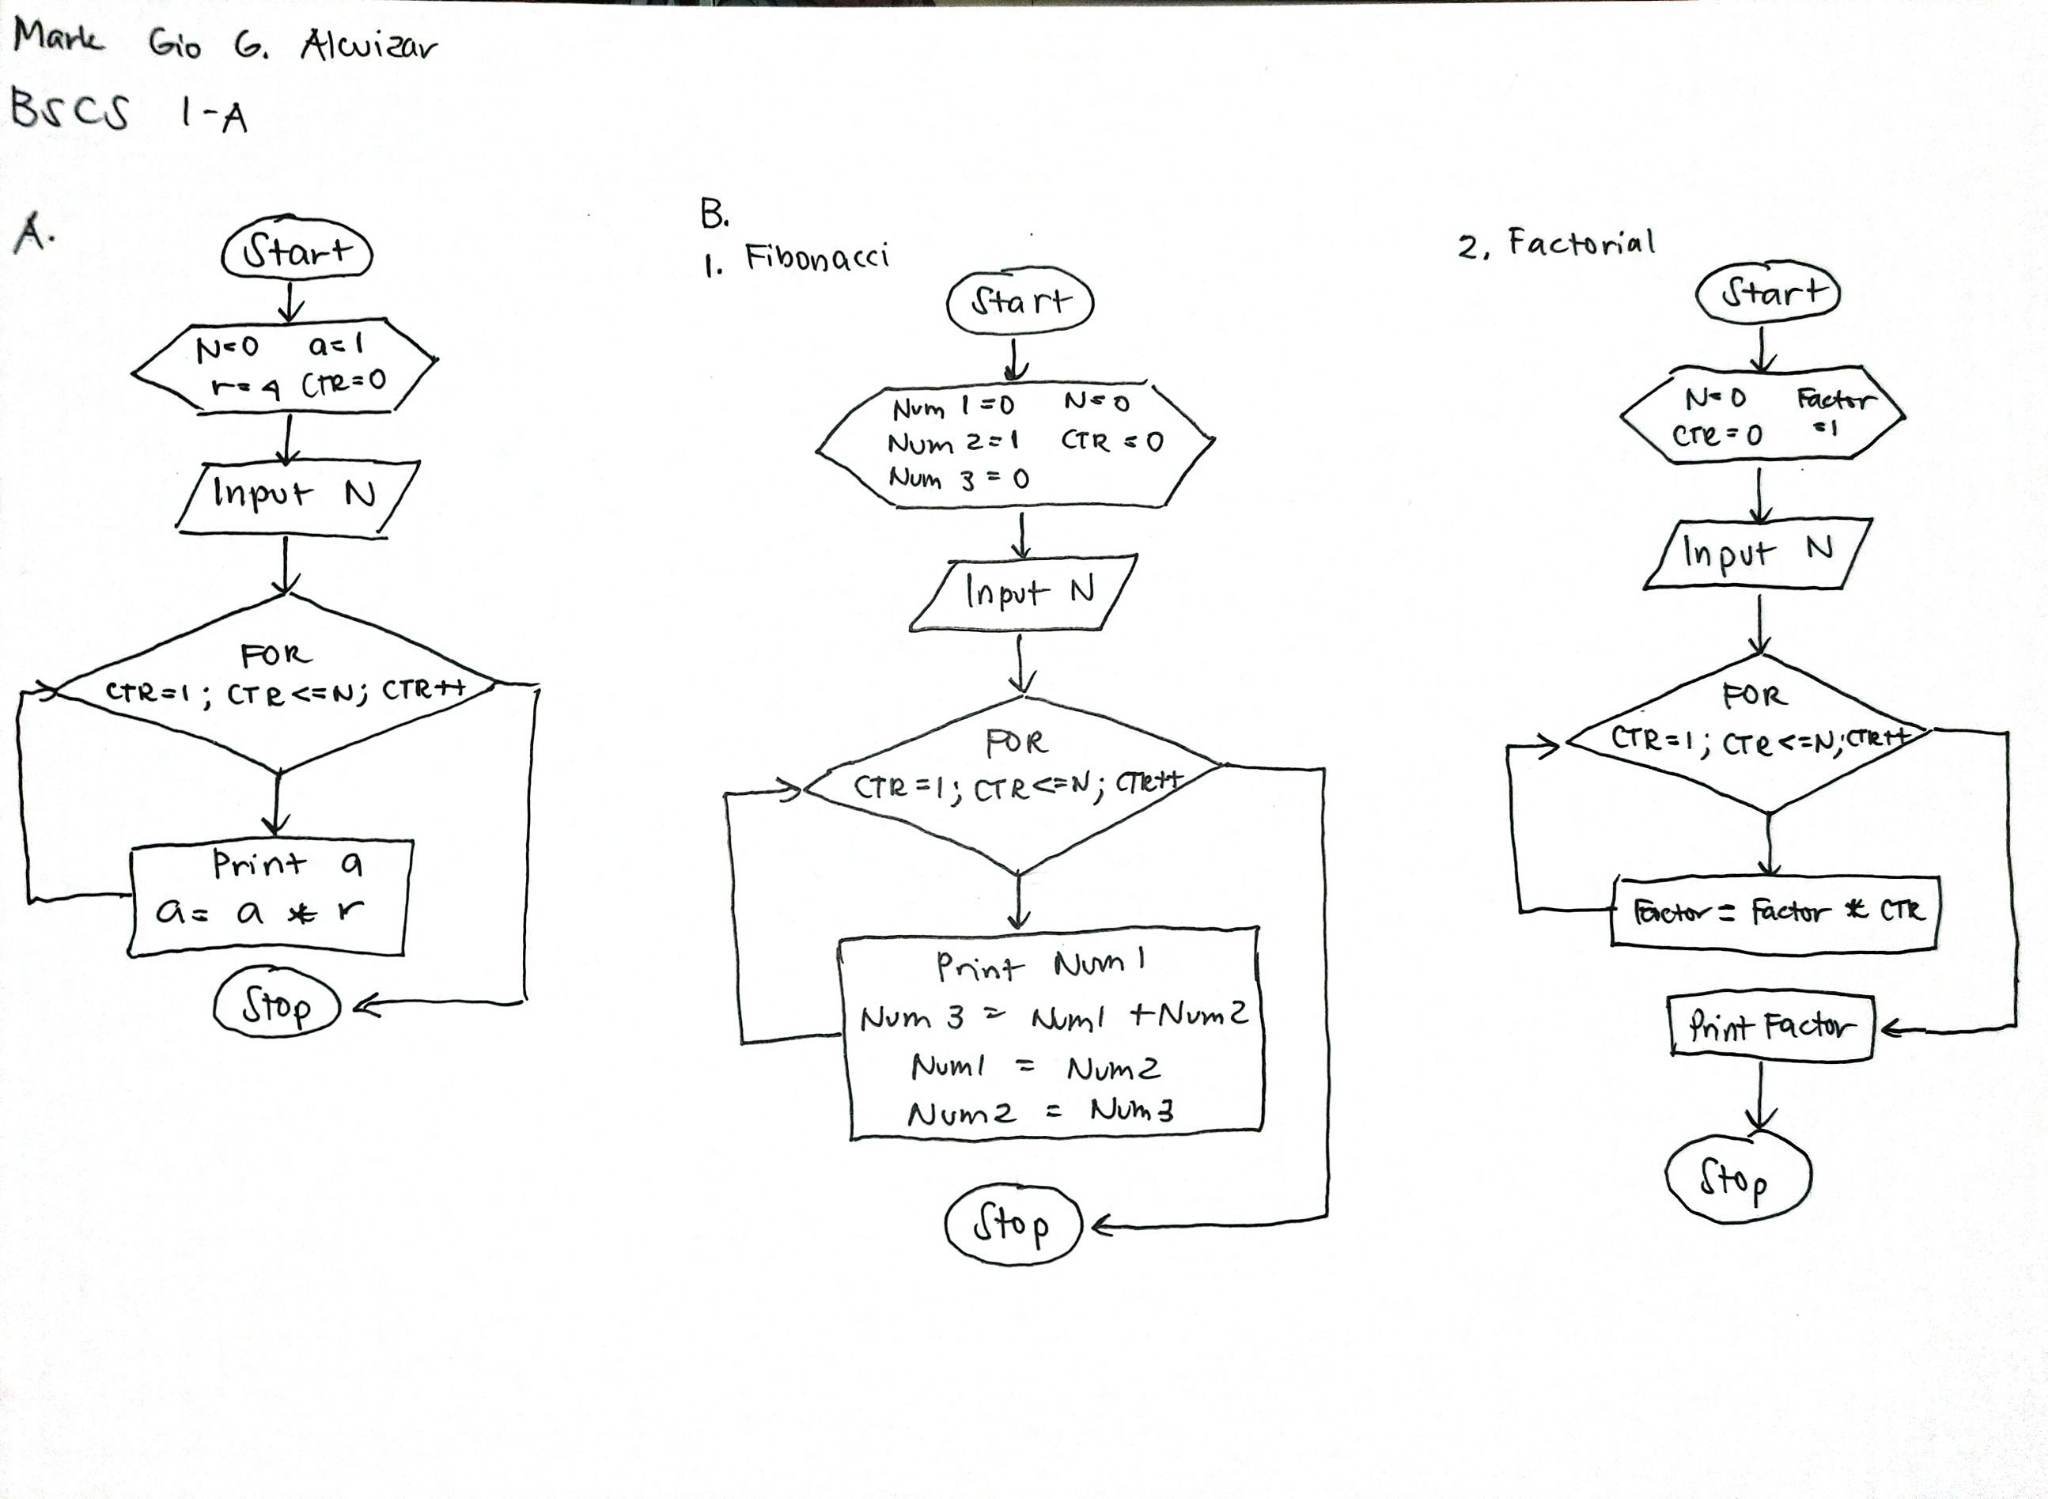 Mark Gio G. Alcuizar
BSCS 1-A
A.
Start
N=0 a=1
r=4 CTR=0
Input N
FOR
CTR=1; CTR<=N; CTR++
Print a
a= a * r
Stop
B.
1. Fibonacci
Start
Num 1=0 N=0
Num 2=1 CTR=0
Num 3=0
Input N
FOR
CTR=1; CTR<=N; CTR++
Print Num1
Num 3 = Num1 +Num2
Num1 = Num2
Num2 = Num3
Stop
2. Factorial
Start
N=0 Factor
CTR=0 =1
Input N
FOR
CTR=1; CTR<=N; CTR++
Factor = Factor * CTR
Print Factor
Stop